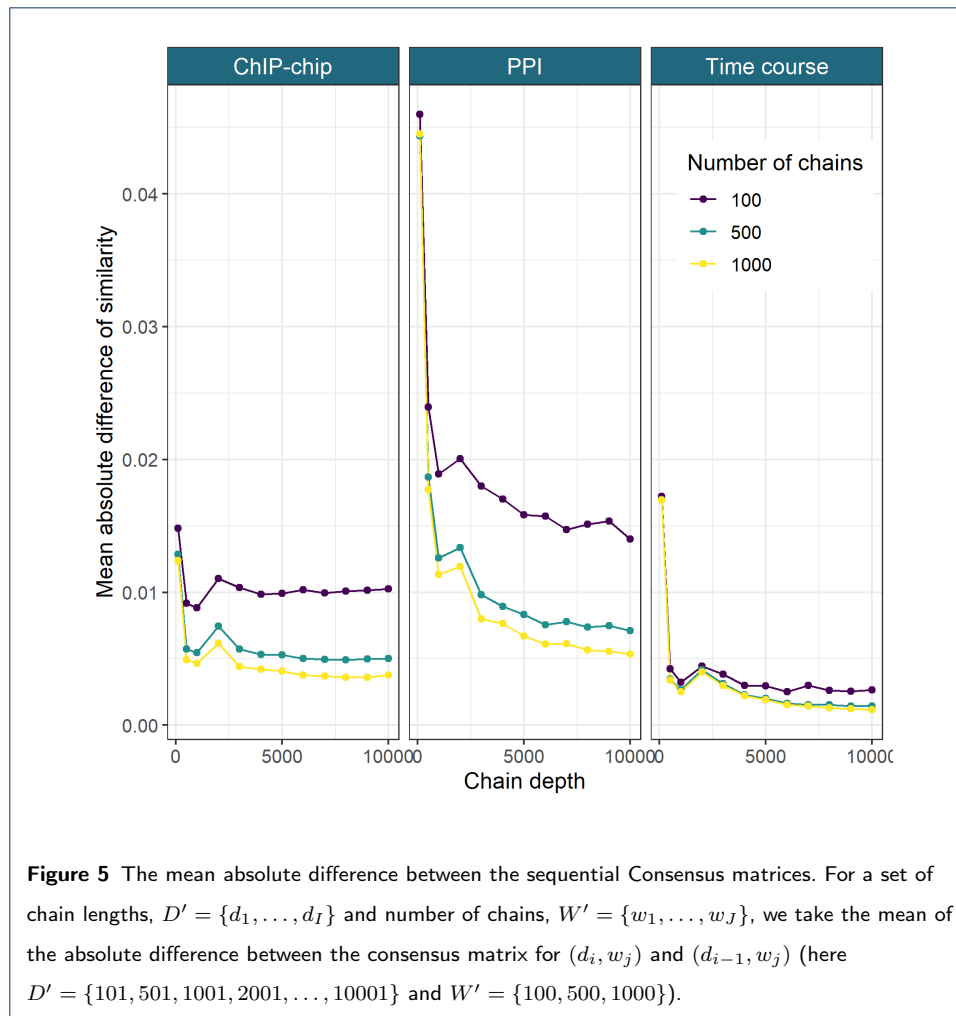 ChIP-chip PPI Time course
Number of chains
100
500
1000
Mean absolute difference of similarity
0.04
0.03
0.02
0.01
0.00
0 5000 10000 0 5000 10000 0 5000 10000
Chain depth
Figure 5 The mean absolute difference between the sequential Consensus matrices. For a set of
chain lengths, D′ = {d₁, . . . , d_I} and number of chains, W′ = {w₁, . . . , w_J}, we take the mean of
the absolute difference between the consensus matrix for (dᵢ, wⱼ) and (dᵢ₋₁, wⱼ) (here
D′ = {101, 501, 1001, 2001, . . . , 10001} and W′ = {100, 500, 1000}).